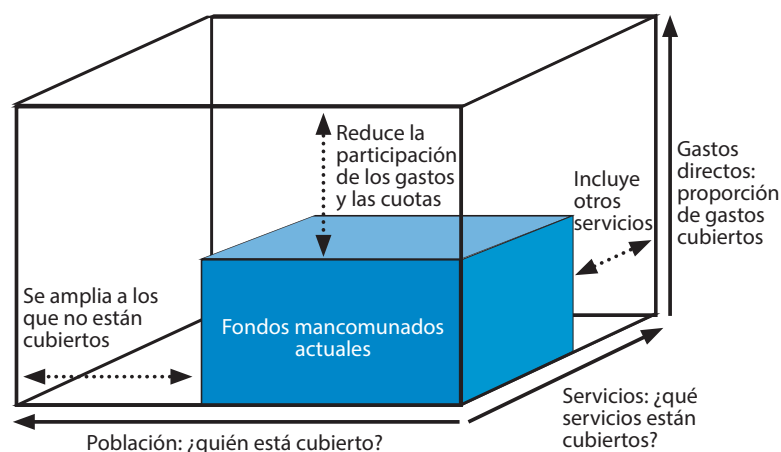 Reduce la
participación
de los gastos
y las cuotas
Incluye
otros
servicios
Gastos
directos:
proporción
de gastos
cubiertos
Se amplia a los
que no están
cubiertos
Fondos mancomunados
actuales
Servicios: ¿qué
servicios están
cubiertos?
Población: ¿quién está cubierto?